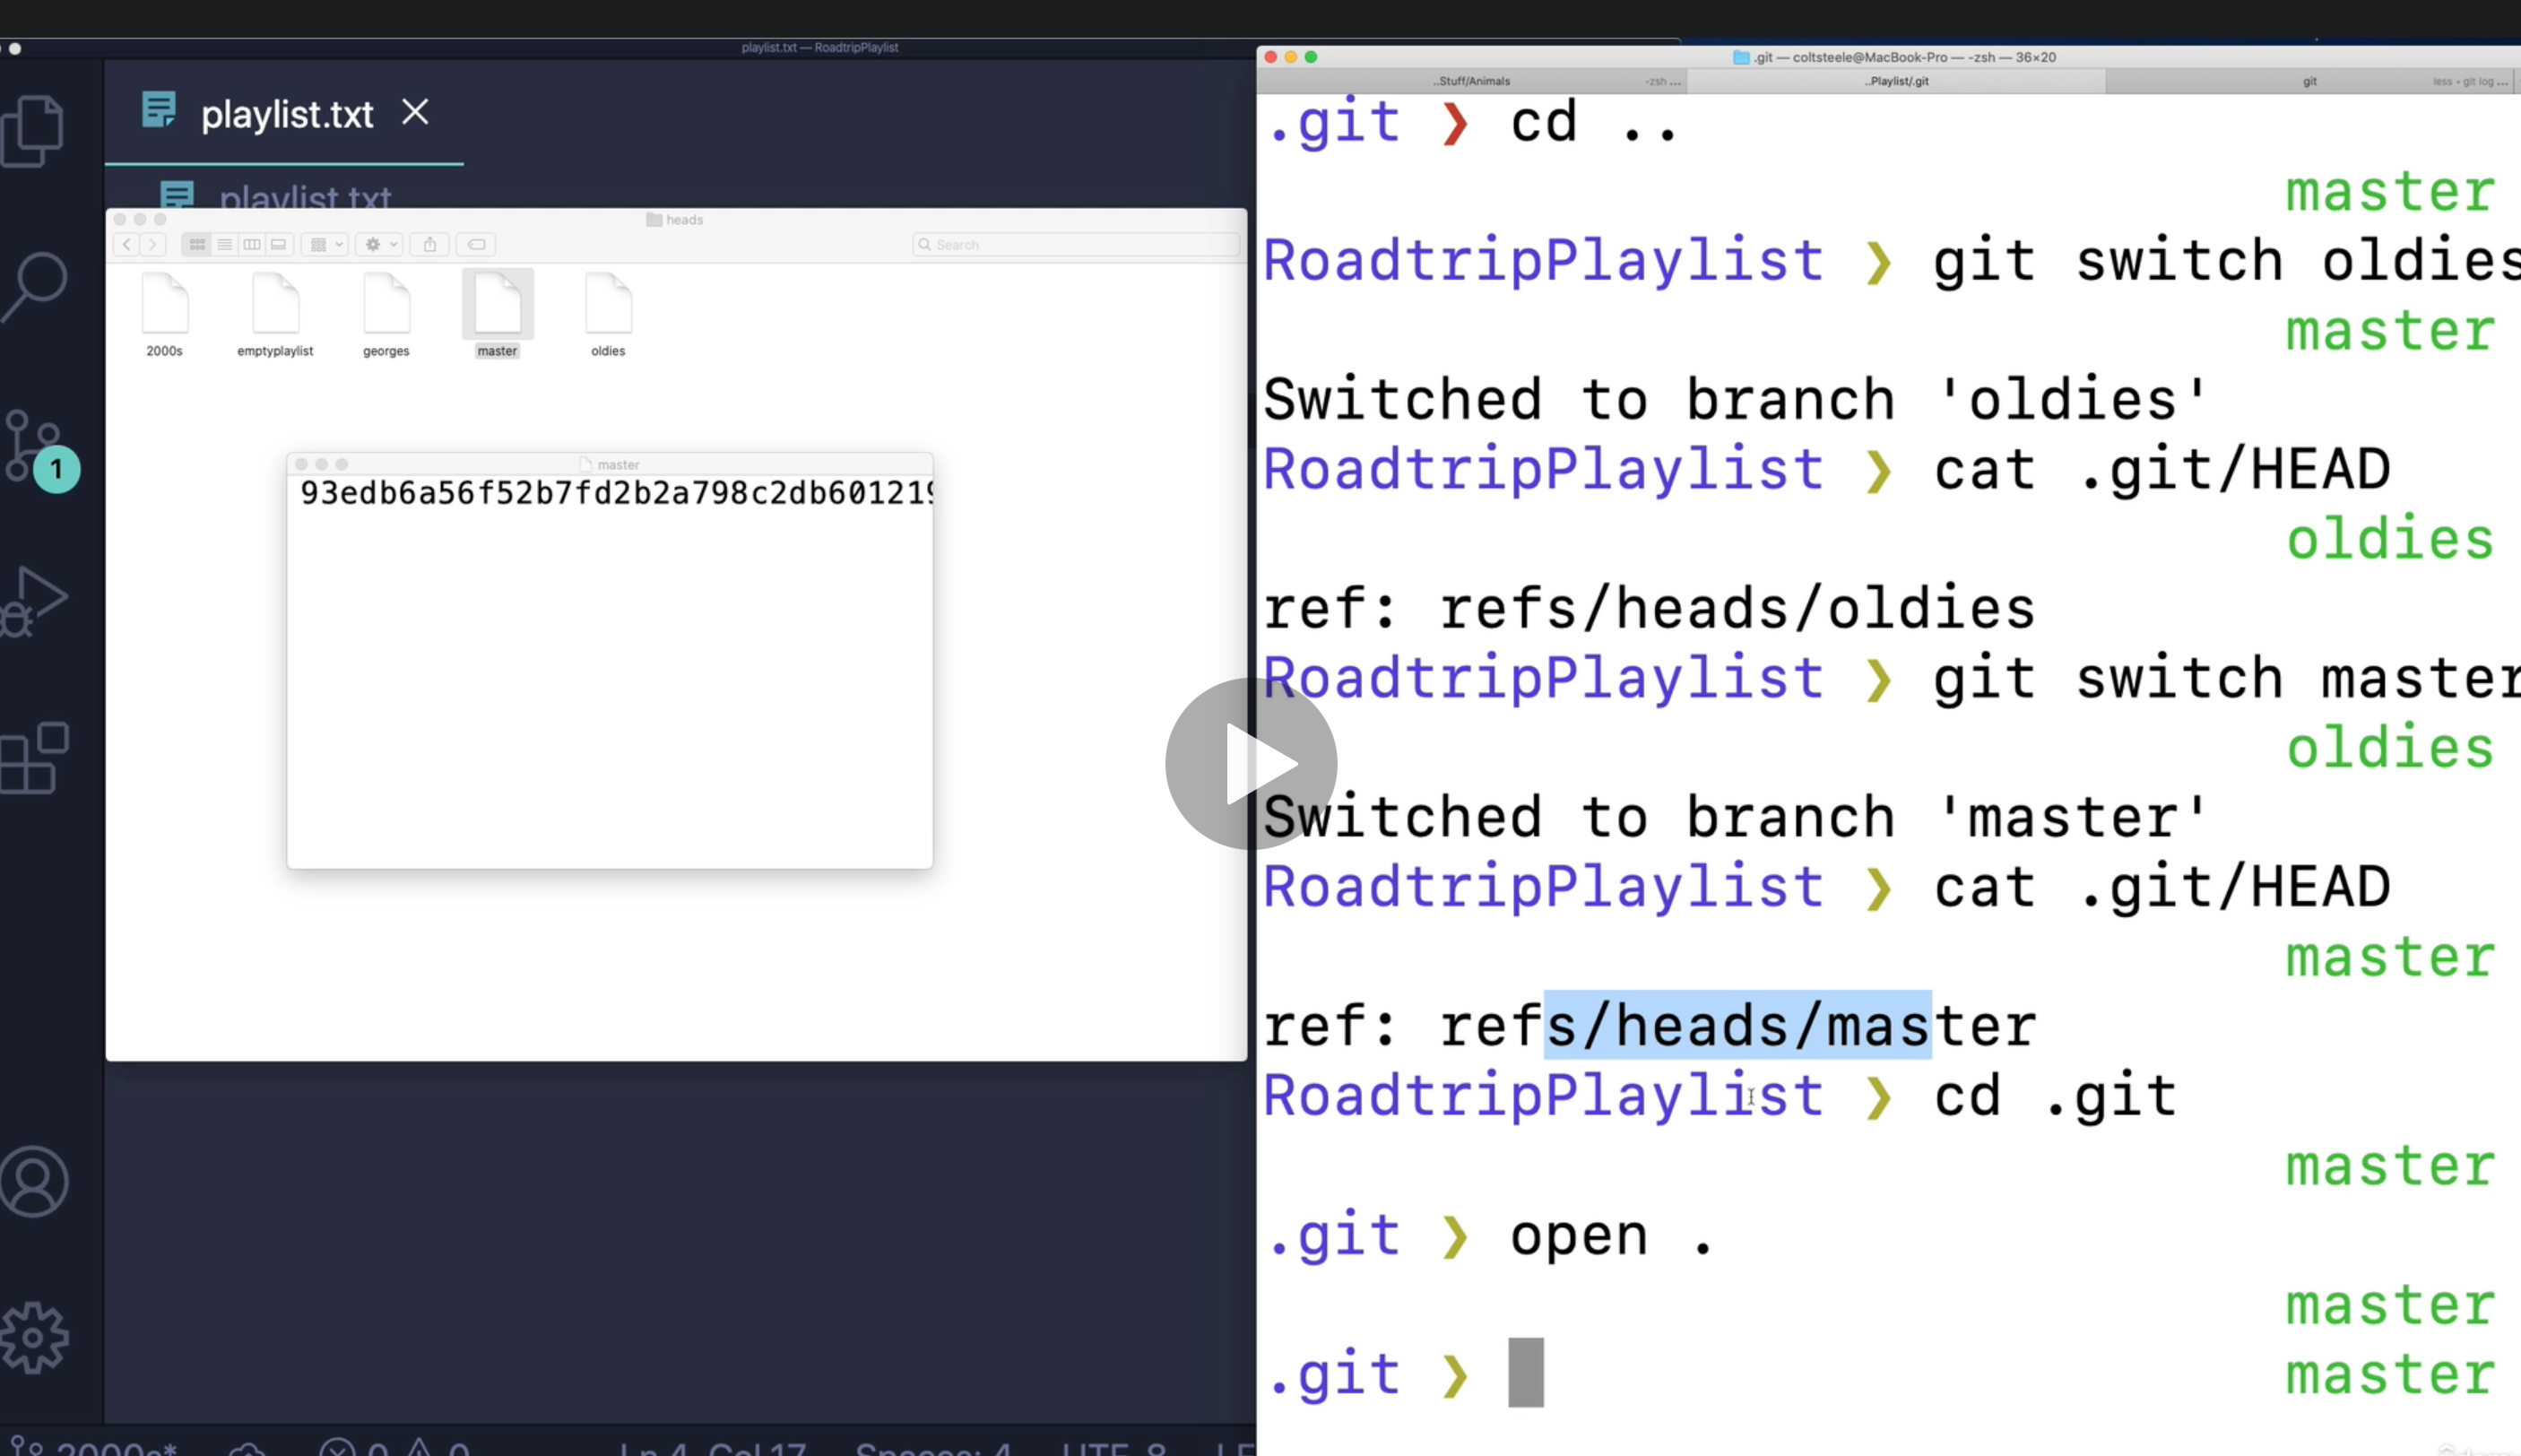 playlist.txt — RoadtripPlaylist
playlist.txt
playlist.txt
heads
Search
2000s
emptyplaylist
georges
master
oldies
master
93edb6a56f52b7fd2b2a798c2db601219
1
2000s*
0 0
Ln 4, Col 17
Spaces: 4
UTF-8
LF
.git — coltsteele@MacBook-Pro — -zsh — 36×20
..Stuff/Animals
-zsh ...
..Playlist/.git
git
less • git log ...
.git ❯ cd ..
master
RoadtripPlaylist ❯ git switch oldies
master
Switched to branch 'oldies'
RoadtripPlaylist ❯ cat .git/HEAD
oldies
ref: refs/heads/oldies
RoadtripPlaylist ❯ git switch master
oldies
Switched to branch 'master'
RoadtripPlaylist ❯ cat .git/HEAD
master
ref: refs/heads/master
RoadtripPlaylist ❯ cd .git
master
.git ❯ open .
master
.git ❯
master